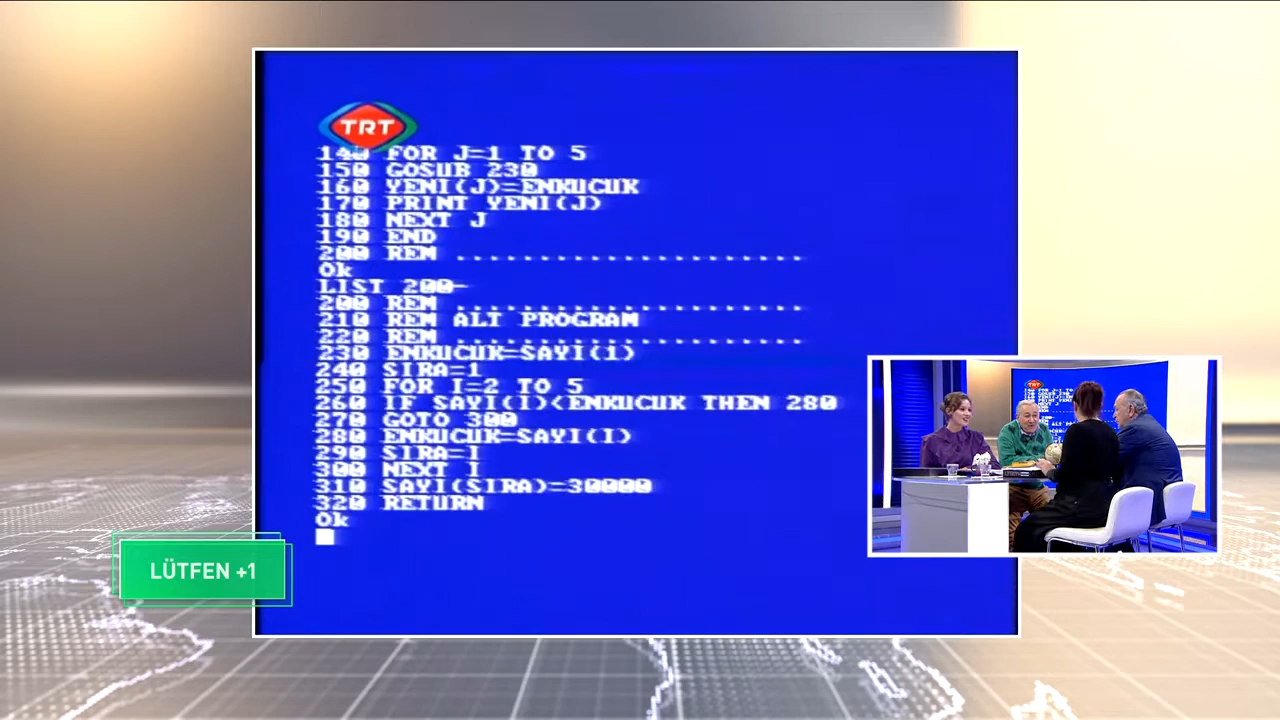 TRT
140 FOR J=1 TO 5
150 GOSUB 230
160 YENI(J)=ENKUCUK
170 PRINT YENI(J)
180 NEXT J
190 END
200 REM .....................
Ok
LIST 200-
200 REM .....................
210 REM ALT PROGRAM
220 REM .....................
230 ENKUCUK=SAYI(1)
240 SIRA=1
250 FOR I=2 TO 5
260 IF SAYI(I)<ENKUCUK THEN 280
270 GOTO 300
280 ENKUCUK=SAYI(I)
290 SIRA=I
300 NEXT I
310 SAYI(SIRA)=30000
320 RETURN
Ok
LÜTFEN +1
TRT